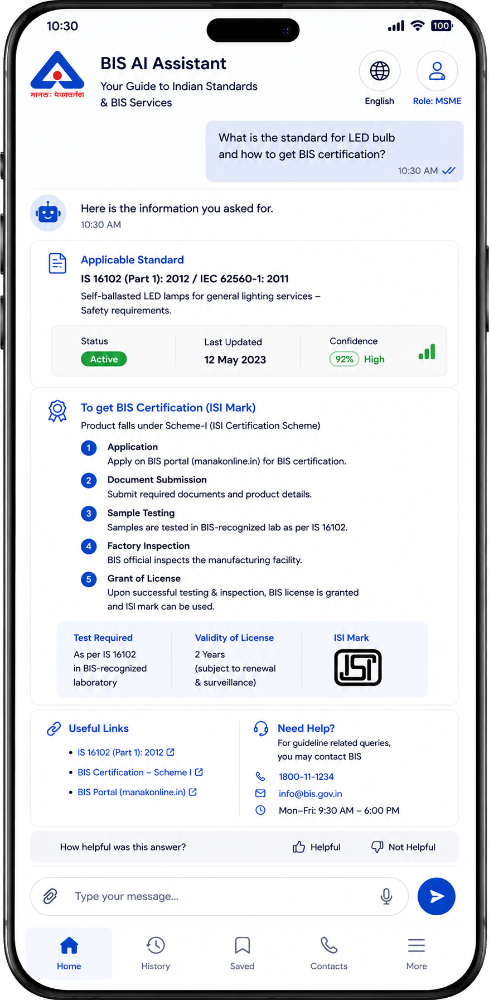 10:30
100
BIS AI Assistant
Your Guide to Indian Standards
& BIS Services
English
Role: MSME
What is the standard for LED bulb
and how to get BIS certification?
10:30 AM
Here is the information you asked for.
10:30 AM
Applicable Standard
IS 16102 (Part 1): 2012 / IEC 62560-1: 2011
Self-ballasted LED lamps for general lighting services –
Safety requirements.
Status
Last Updated
Confidence
Active
12 May 2023
92% High
To get BIS Certification (ISI Mark)
Product falls under Scheme-I (ISI Certification Scheme)
1 Application
Apply on BIS portal (manakonline.in) for BIS certification.
2 Document Submission
Submit required documents and product details.
3 Sample Testing
Samples are tested in BIS-recognized lab as per IS 16102.
4 Factory Inspection
BIS official inspects the manufacturing facility.
5 Grant of License
Upon successful testing & inspection, BIS license is granted
and ISI mark can be used.
Test Required
As per IS 16102
in BIS-recognized
laboratory
Validity of License
2 Years
(subject to renewal
& surveillance)
ISI Mark
ISI
Useful Links
• IS 16102 (Part 1): 2012
• BIS Certification – Scheme I
• BIS Portal (manakonline.in)
Need Help?
For guideline related queries,
you may contact BIS
1800-11-1234
info@bis.gov.in
Mon–Fri: 9:30 AM – 6:00 PM
How helpful was this answer?
Helpful
Not Helpful
Type your message...
Home
History
Saved
Contacts
More